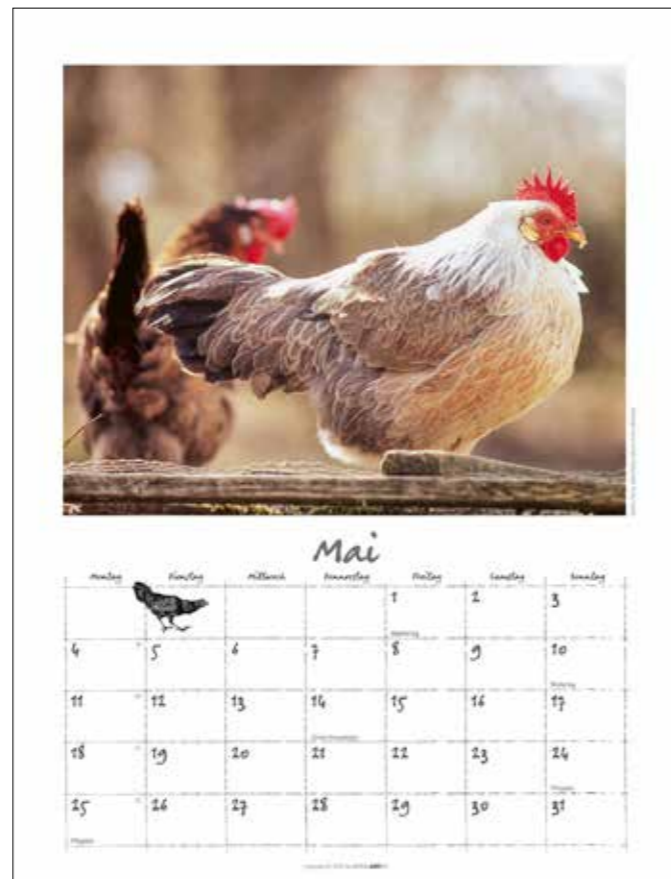 Mai
Montag Dienstag Mittwoch Donnerstag Freitag Samstag Sonntag
1 2 3
4 5 6 7 8 9 10
Muttertag
11 12 13 14 15 16 17
18 19 20 21 22 23 24
25 26 27 28 29 30 31